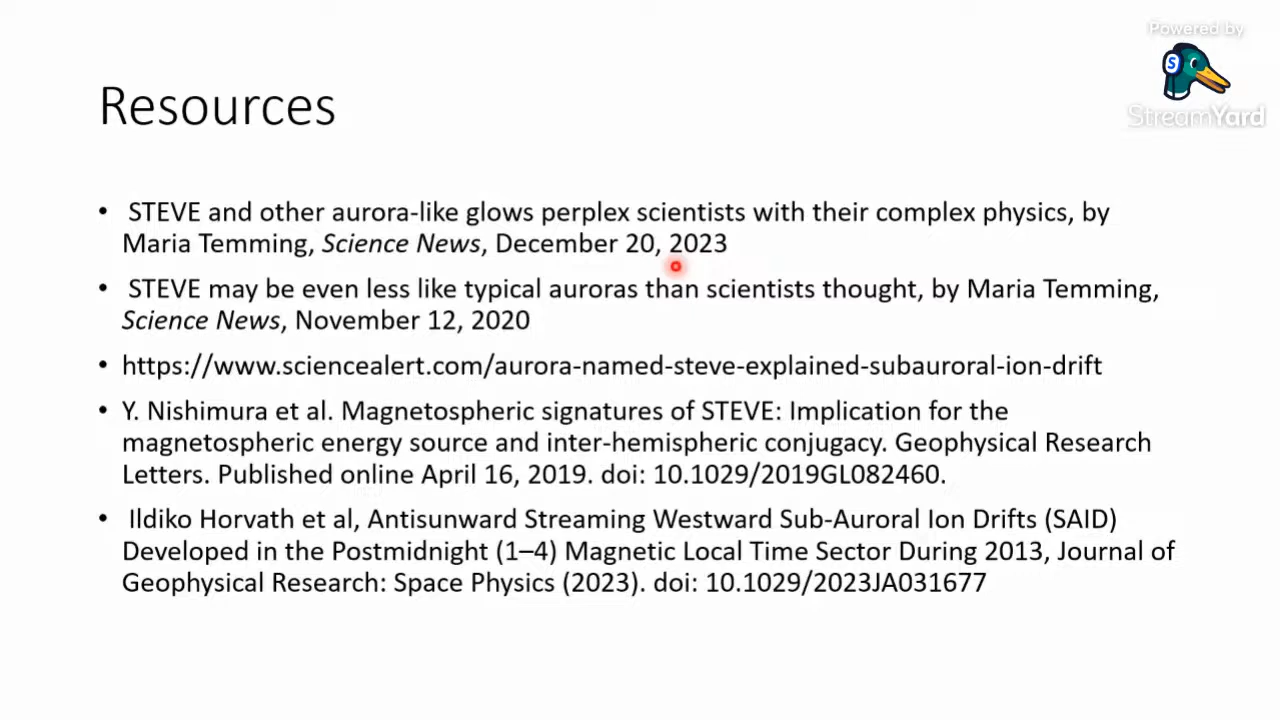 Powered by
S
StreamYard
Resources
• STEVE and other aurora-like glows perplex scientists with their complex physics, by
Maria Temming, Science News, December 20, 2023
• STEVE may be even less like typical auroras than scientists thought, by Maria Temming,
Science News, November 12, 2020
• https://www.sciencealert.com/aurora-named-steve-explained-subauroral-ion-drift
• Y. Nishimura et al. Magnetospheric signatures of STEVE: Implication for the
magnetospheric energy source and inter-hemispheric conjugacy. Geophysical Research
Letters. Published online April 16, 2019. doi: 10.1029/2019GL082460.
• Ildiko Horvath et al, Antisunward Streaming Westward Sub-Auroral Ion Drifts (SAID)
Developed in the Postmidnight (1–4) Magnetic Local Time Sector During 2013, Journal of
Geophysical Research: Space Physics (2023). doi: 10.1029/2023JA031677